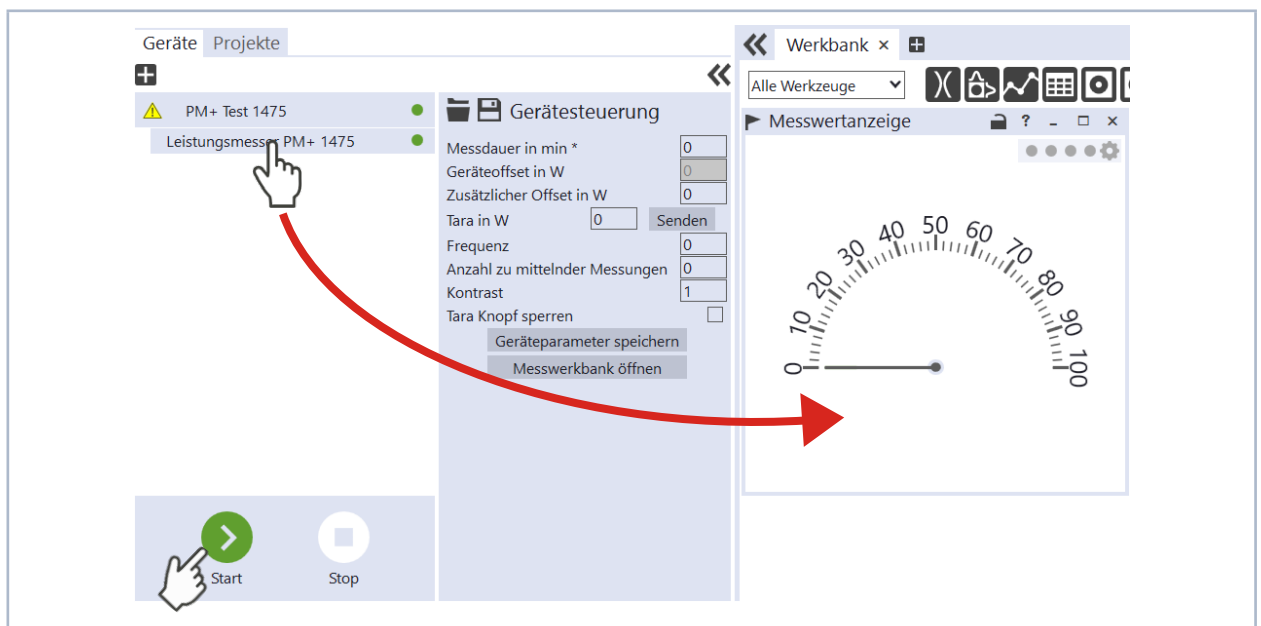 Geräte Projekte
PM+ Test 1475
Leistungsmesser PM+ 1475
Start
Stop
Gerätesteuerung
Messdauer in min * 0
Geräteoffset in W 0
Zusätzlicher Offset in W 0
Tara in W 0 Senden
Frequenz 0
Anzahl zu mittelnder Messungen 0
Kontrast 1
Tara Knopf sperren
Geräteparameter speichern
Messwerkbank öffnen
Werkbank ×
Alle Werkzeuge
Messwertanzeige ?
0 10 20 30 40 50 60 70 80 90 100